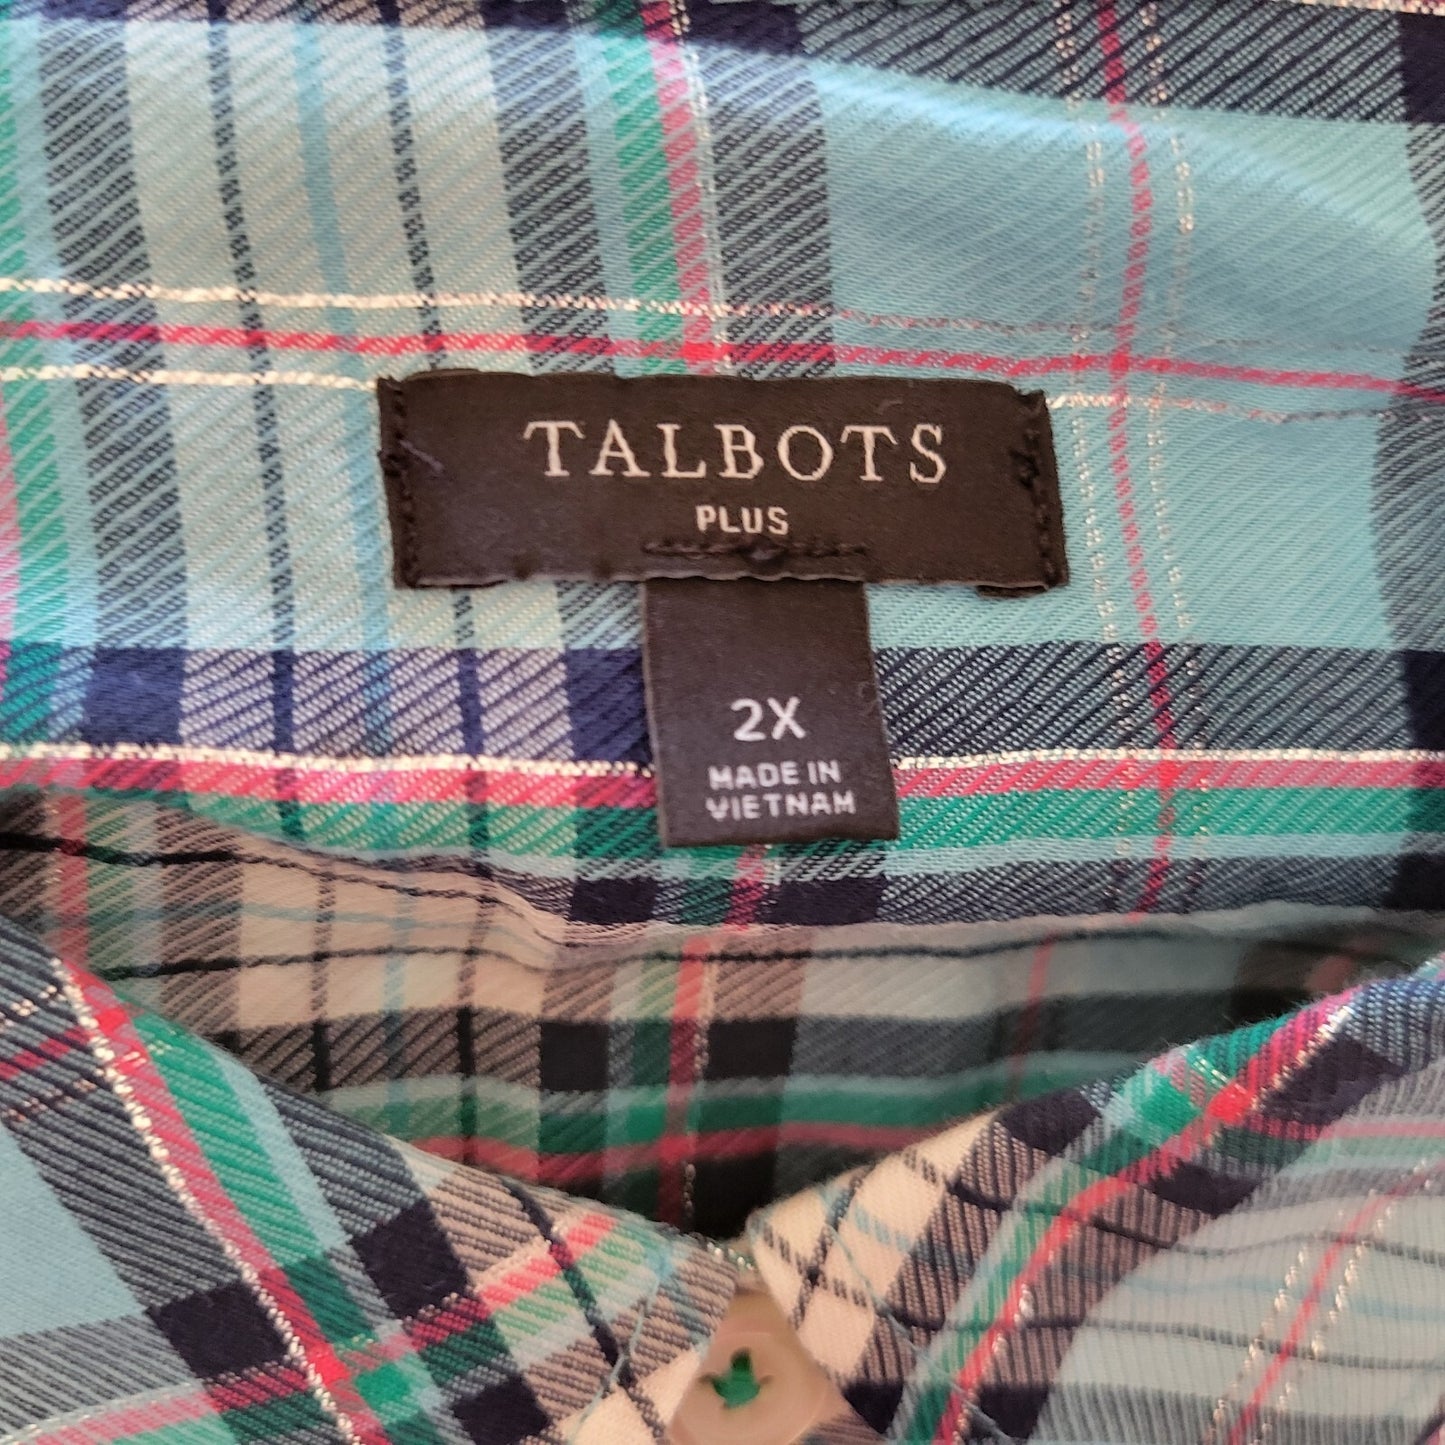 TALBOTS
PLUS
2X
MADE IN
VIETNAM